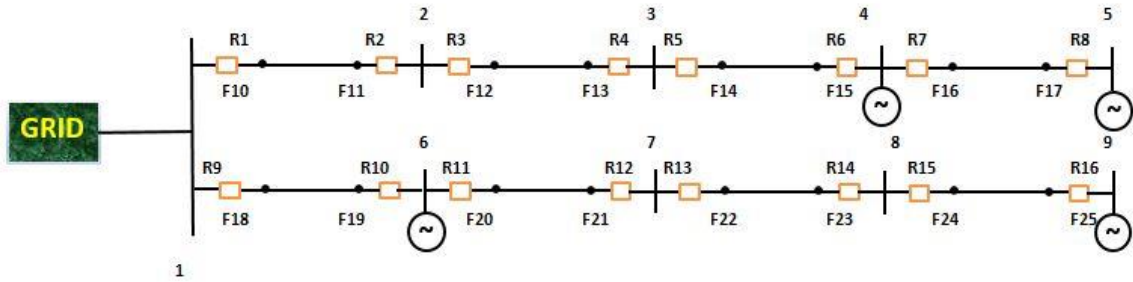 2 3 4 5
R1 R2 R3 R4 R5 R6 R7 R8
F10 F11 F12 F13 F14 F15 F16 F17
~ ~
GRID
6 7 8 9
R9 R10 R11 R12 R13 R14 R15 R16
F18 F19 F20 F21 F22 F23 F24 F25
~ ~
1